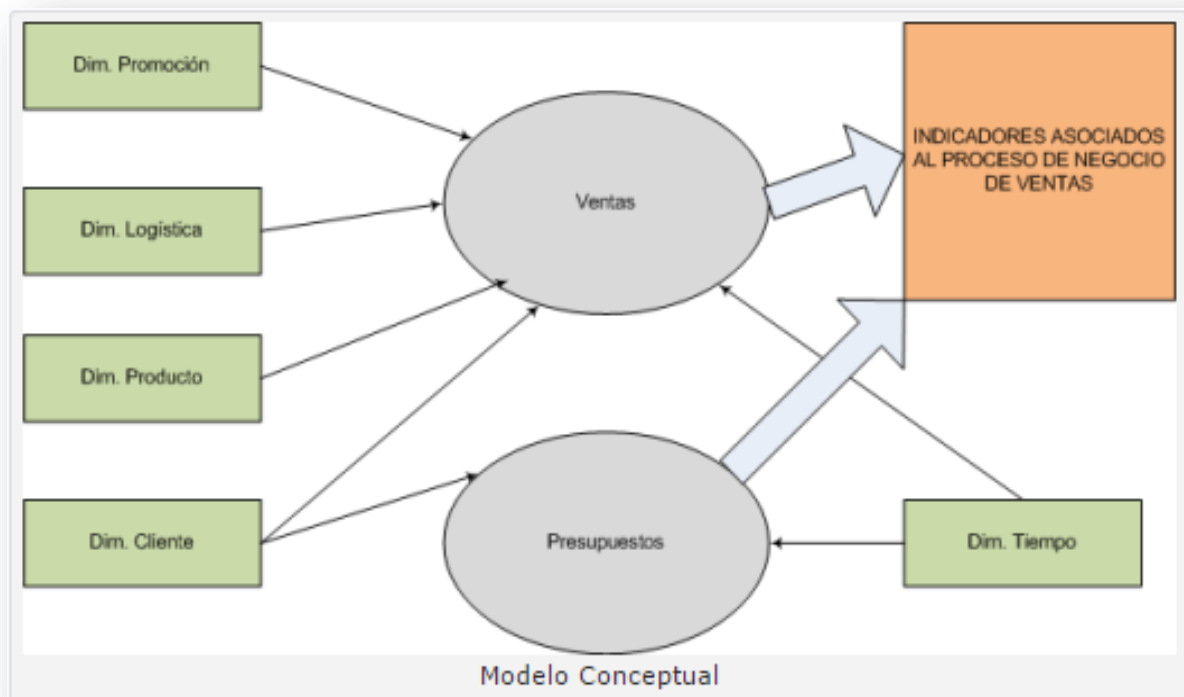 Dim. Promoción
INDICADORES ASOCIADOS
AL PROCESO DE NEGOCIO
DE VENTAS
Ventas
Dim. Logística
Dim. Producto
Dim. Cliente
Presupuestos
Dim. Tiempo
Modelo Conceptual